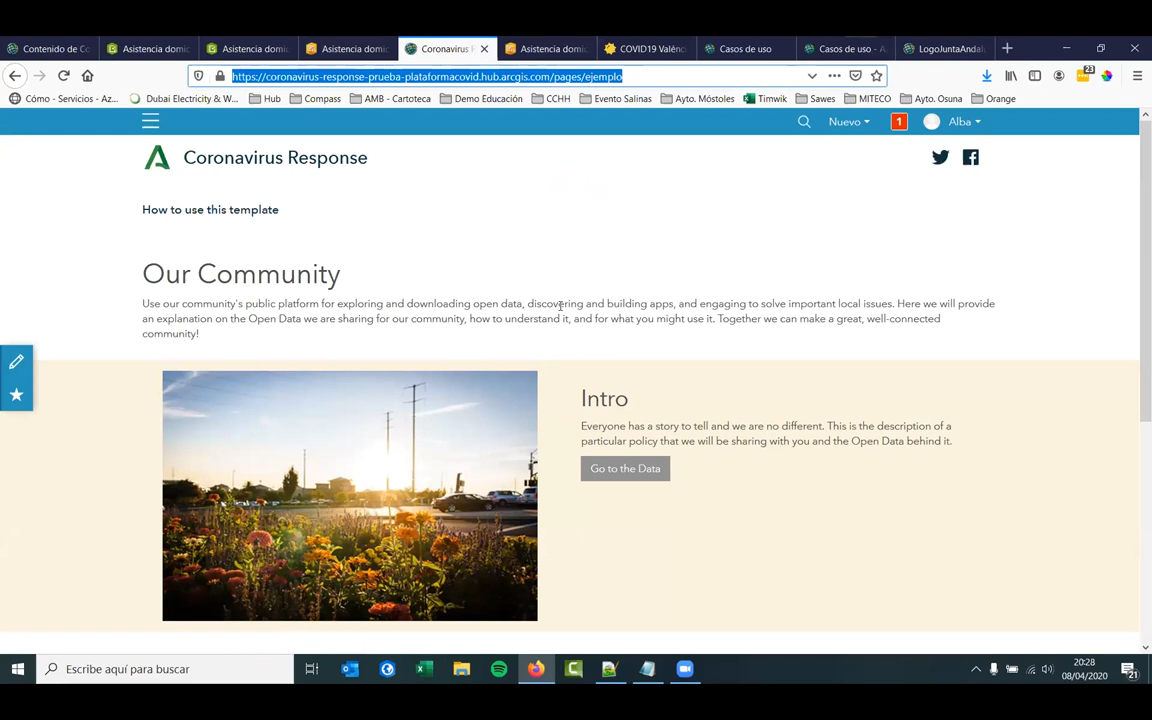 Contenido de Co
Asistencia domic
Asistencia domic
Asistencia domic
Coronavirus R
Asistencia domic
COVID19 Valènc
Casos de uso
Casos de uso - A
LogoJuntaAndalu
https://coronavirus-response-prueba-plataformacovid.hub.arcgis.com/pages/ejemplo
23
Cómo - Servicios - Az...
Dubai Electricity & W...
Hub
Compass
AMB - Cartoteca
Demo Educación
CCHH
Evento Salinas
Ayto. Móstoles
Timwik
Sawes
MITECO
Ayto. Osuna
Orange
Nuevo
1
Alba
Coronavirus Response
How to use this template
Our Community
Use our community's public platform for exploring and downloading open data, discovering and building apps, and engaging to solve important local issues. Here we will provide
an explanation on the Open Data we are sharing for our community, how to understand it, and for what you might use it. Together we can make a great, well-connected
community!
Intro
Everyone has a story to tell and we are no different. This is the description of a
particular policy that we will be sharing with you and the Open Data behind it.
Go to the Data
Escribe aquí para buscar
20:28
08/04/2020
21